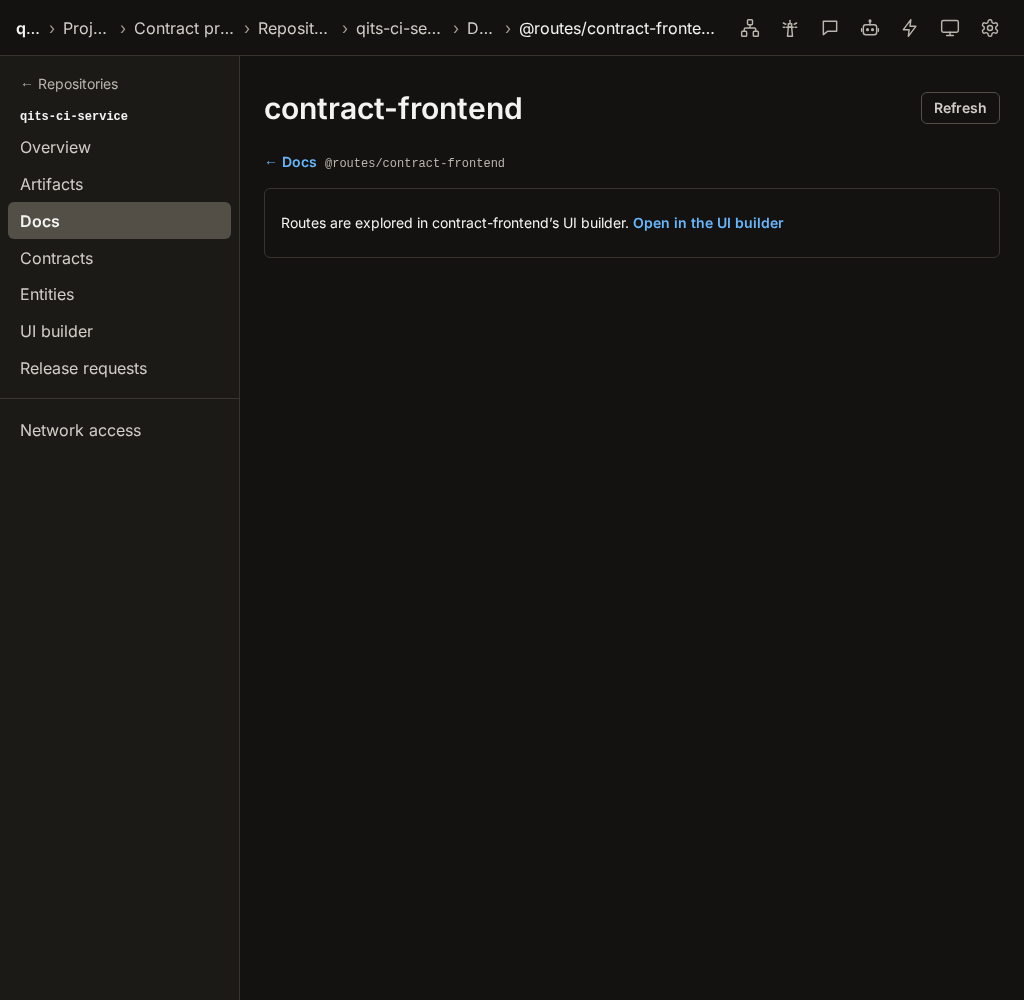 q... › Proj... › Contract pr... › Reposit... › qits-ci-se... › D... › @routes/contract-fronte...
← Repositories
qits-ci-service
Overview
Artifacts
Docs
Contracts
Entities
UI builder
Release requests
Network access
contract-frontend
Refresh
← Docs @routes/contract-frontend
Routes are explored in contract-frontend’s UI builder. Open in the UI builder